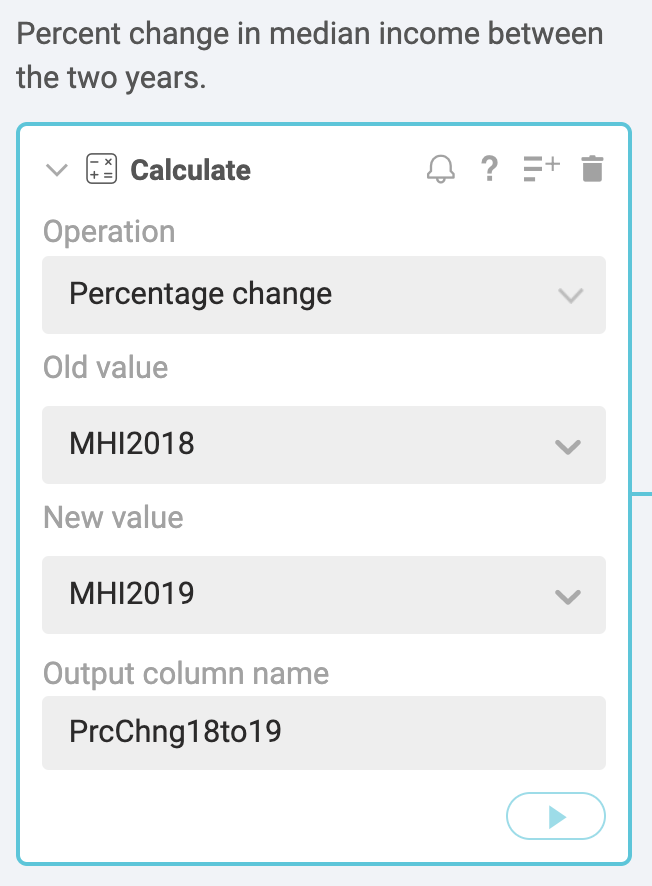 Percent change in median income between
the two years.
Calculate
?
Operation
Percentage change
Old value
MHI2018
New value
MHI2019
Output column name
PrcChng18to19